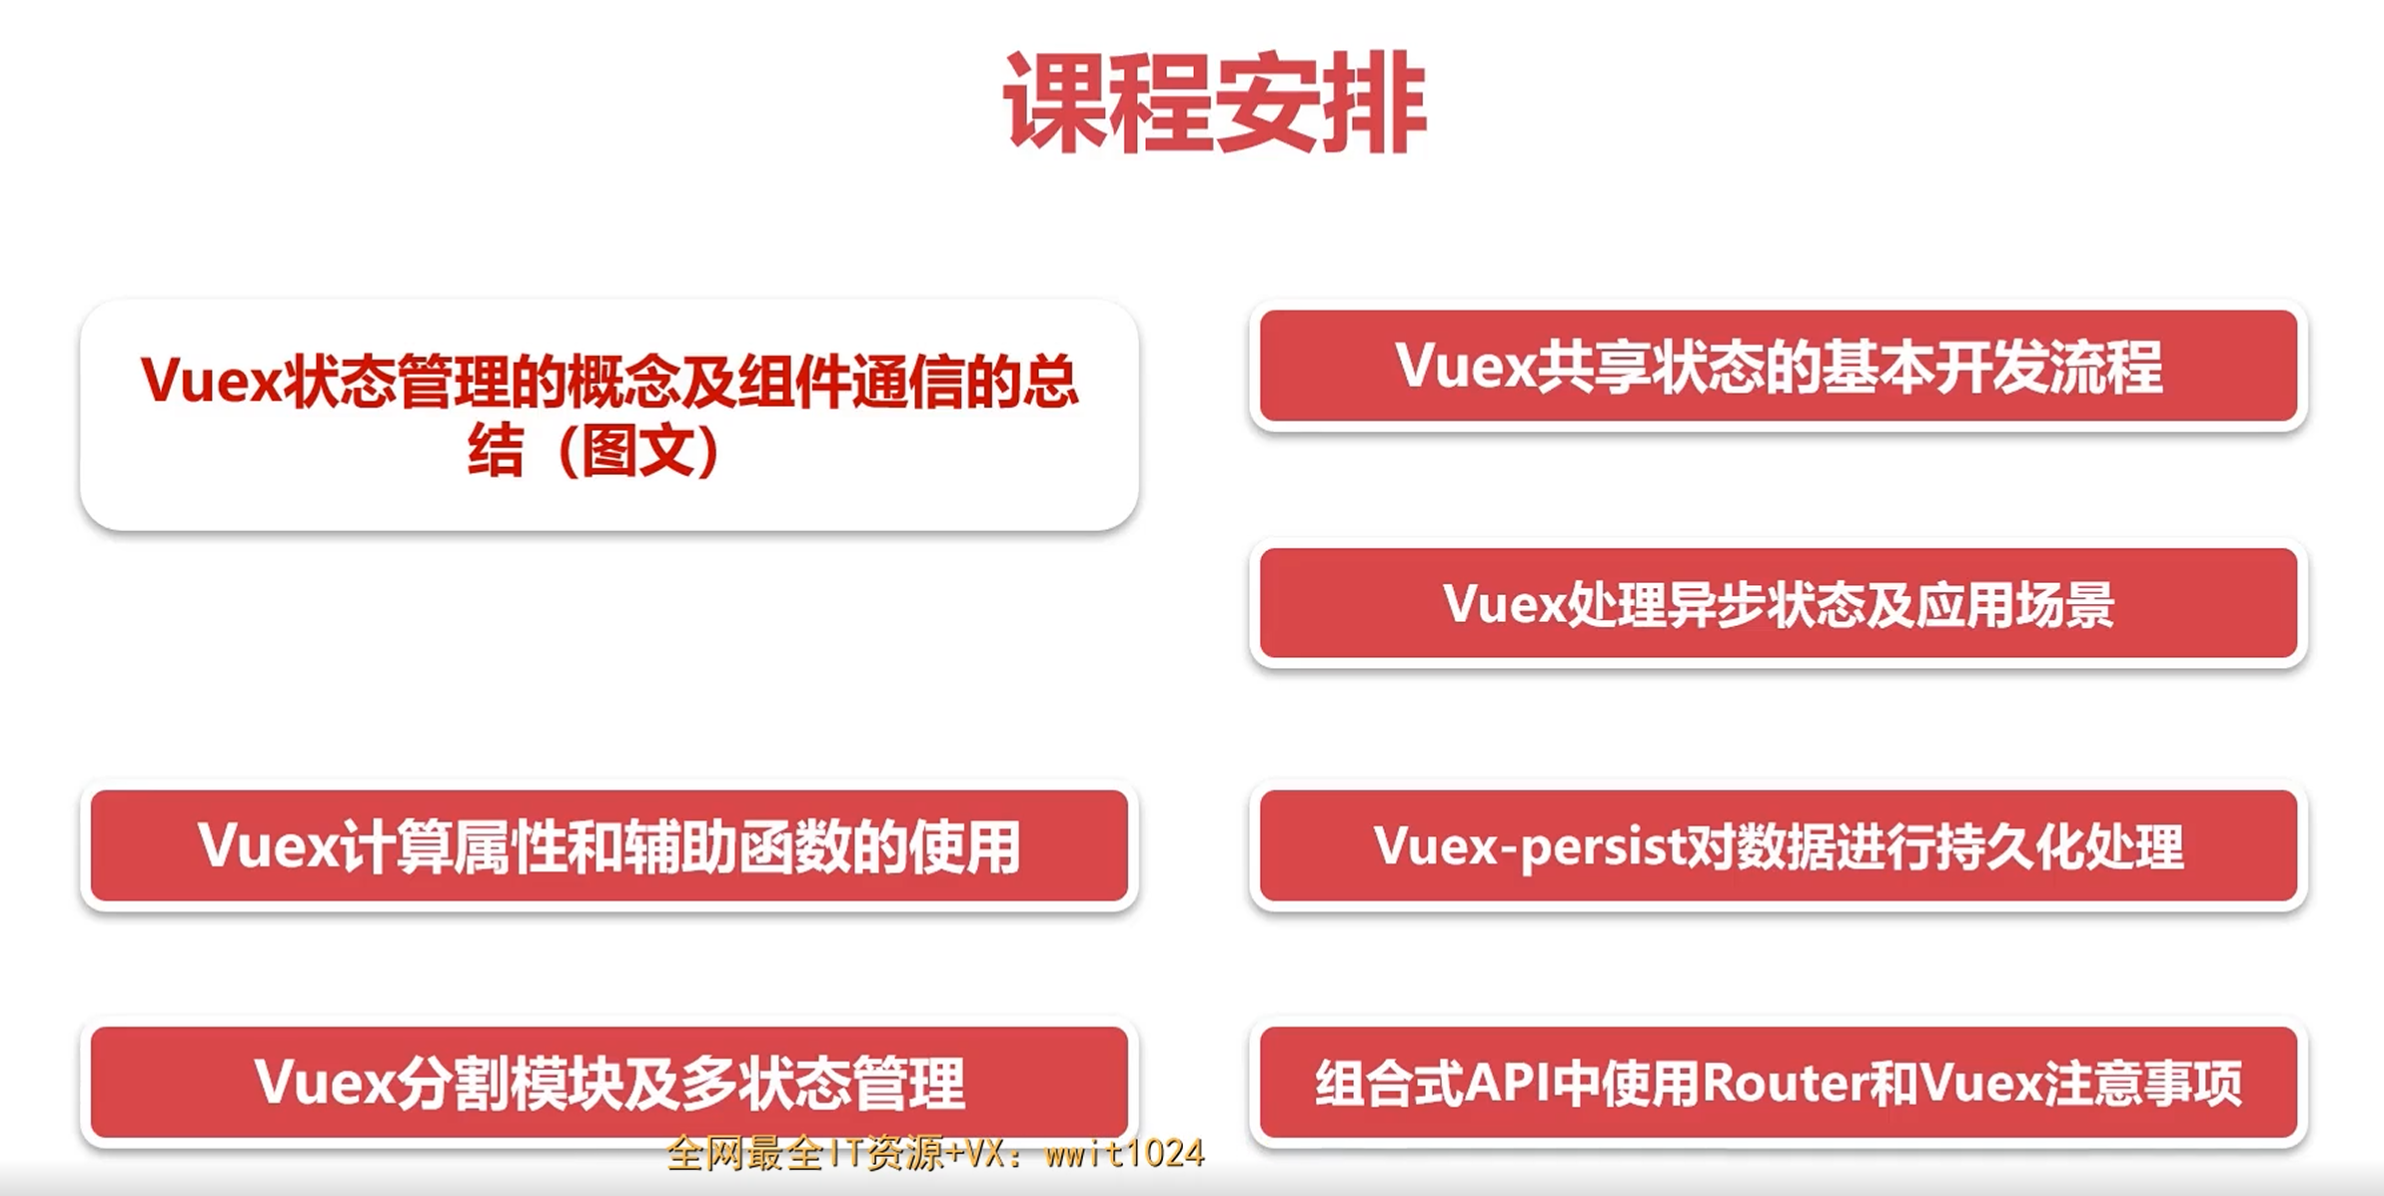 课程安排
Vuex状态管理的概念及组件通信的总
结（图文）
Vuex共享状态的基本开发流程
Vuex处理异步状态及应用场景
Vuex计算属性和辅助函数的使用
Vuex-persist对数据进行持久化处理
Vuex分割模块及多状态管理
组合式API中使用Router和Vuex注意事项
全网最全IT资源+VX：wwit1024